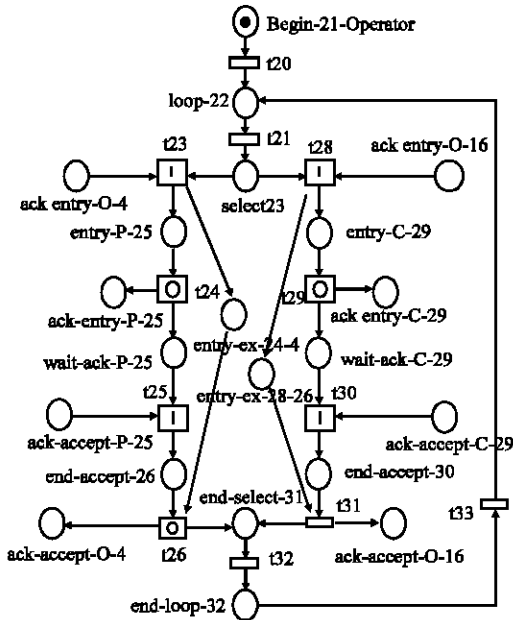 Begin-21-Operator
t20
loop-22
t21
t23
t28
ack entry-O-16
ack entry-O-4
select23
entry-P-25
entry-C-29
t24
t29
ack-entry-P-25
ack entry-C-29
entry-ex-24-4
wait-ack-P-25
wait-ack-C-29
t25
entry-ex-28-26
t30
ack-accept-P-25
ack-accept-C-29
end-accept-26
end-accept-30
end-select-31
t31
t33
ack-accept-O-4
t26
t32
ack-accept-O-16
end-loop-32